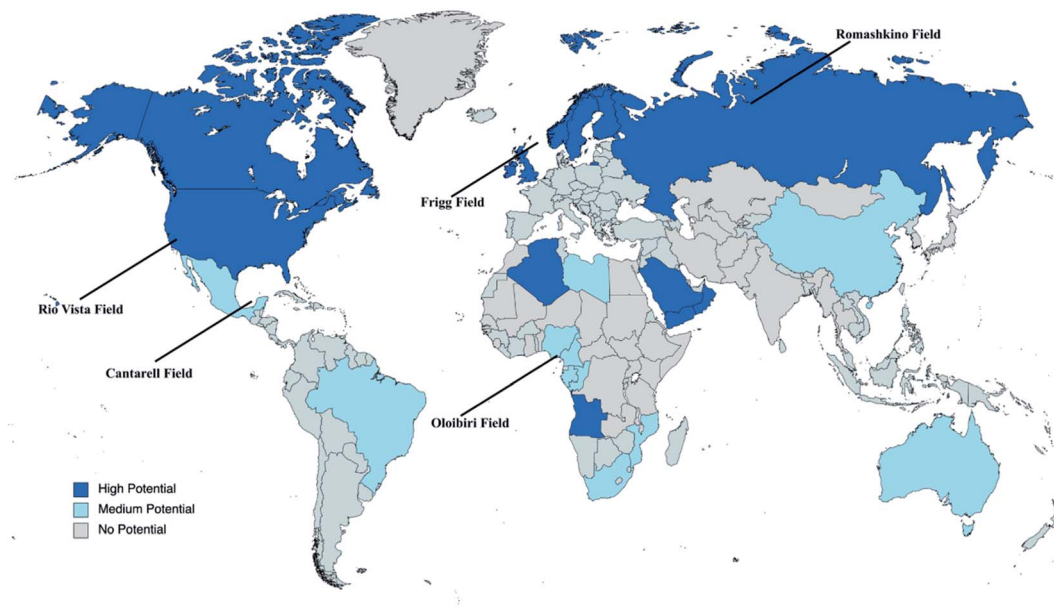 Romashkino Field
Frigg Field
Rio Vista Field
Cantarell Field
Oloibiri Field
High Potential
Medium Potential
No Potential